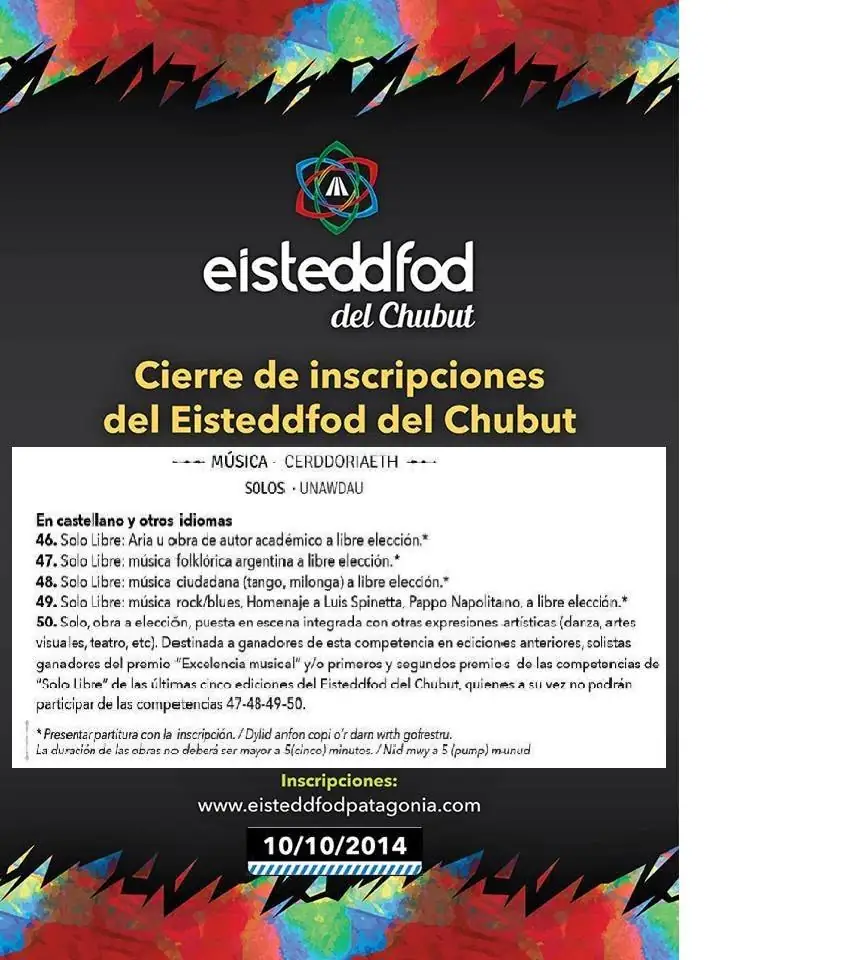 eisteddfod
del Chubut
Cierre de inscripciones
del Eisteddfod del Chubut
MÚSICA - CERDDORIAETH
SOLOS · UNAWDAU
En castellano y otros idiomas
46. Solo Libre: Aria u obra de autor académico a libre elección.*
47. Solo Libre: música folklórica argentina a libre elección.*
48. Solo Libre: música ciudadana (tango, milonga) a libre elección.*
49. Solo Libre: música rock/blues, Homenaje a Luis Spinetta, Pappo Napolitano, a libre elección.*
50. Solo, obra a elección, puesta en escena integrada con otras expresiones artísticas (danza, artes
visuales, teatro, etc). Destinada a ganadores de esta competencia en ediciones anteriores, solistas
ganadores del premio "Excelencia musical" y/o primeros y segundos premios de las competencias de
"Solo Libre" de las últimas cinco ediciones del Eisteddfod del Chubut, quienes a su vez no podrán
participar de las competencias 47-48-49-50.
* Presentar partitura con la inscripción. / Dylid anfon copi o'r darn wrth gofrestru.
La duración de las obras no deberá ser mayor a 5(cinco) minutos. / Nid mwy a 5 (pump) munud
Inscripciones:
www.eisteddfodpatagonia.com
10/10/2014